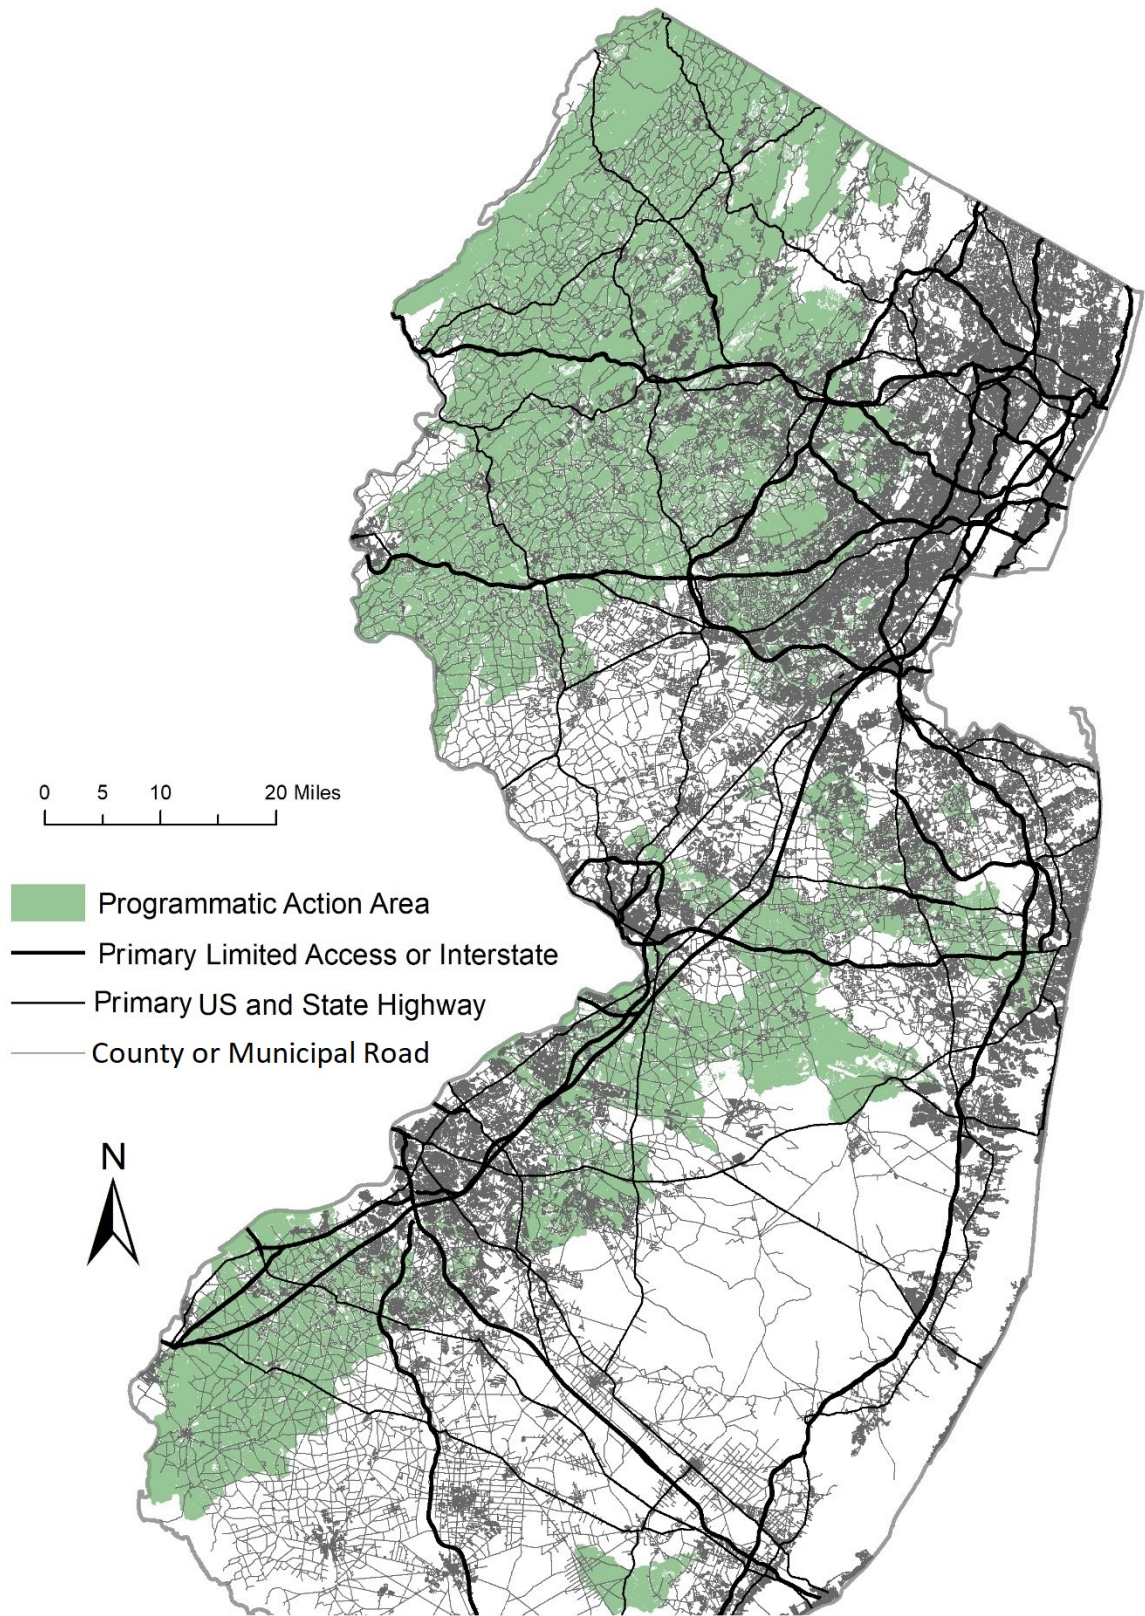 0 5 10 20 Miles
Programmatic Action Area
Primary Limited Access or Interstate
Primary US and State Highway
County or Municipal Road
N